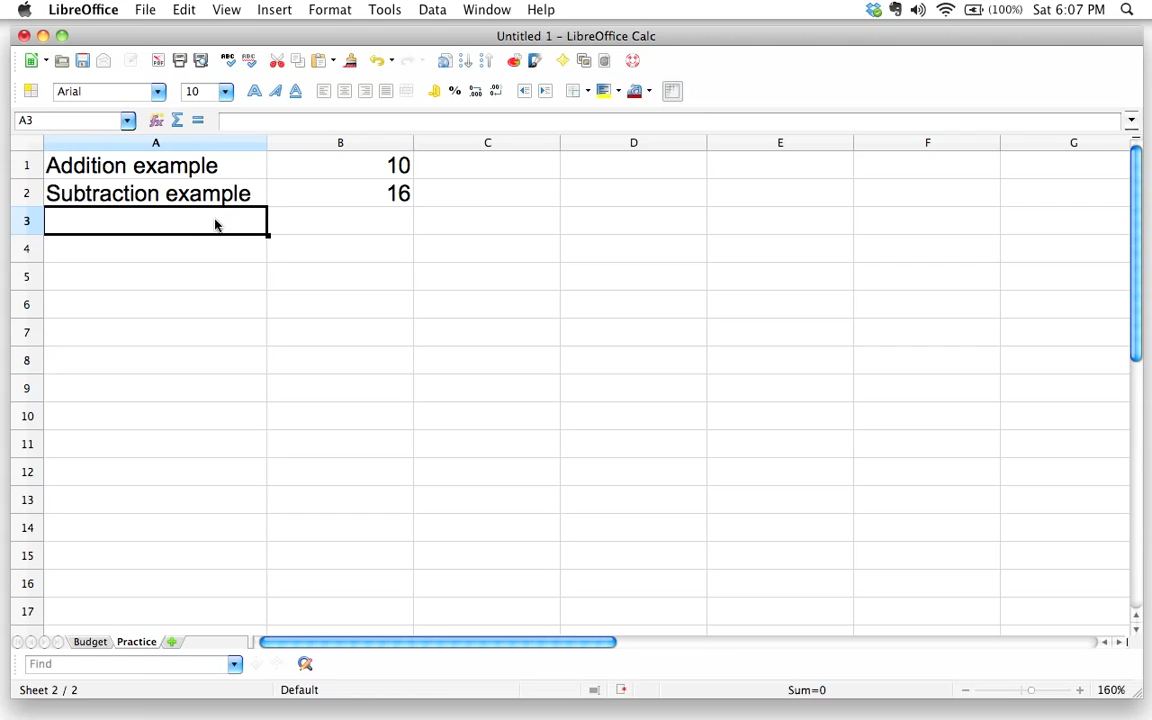 LibreOffice File Edit View Insert Format Tools Data Window Help (100%) Sat 6:07 PM
Untitled 1 – LibreOffice Calc
Arial 10
A3
A B C D E F G
1 Addition example 10
2 Subtraction example 16
3
4
5
6
7
8
9
10
11
12
13
14
15
16
17
Budget Practice
Find
Sheet 2 / 2 Default Sum=0 160%